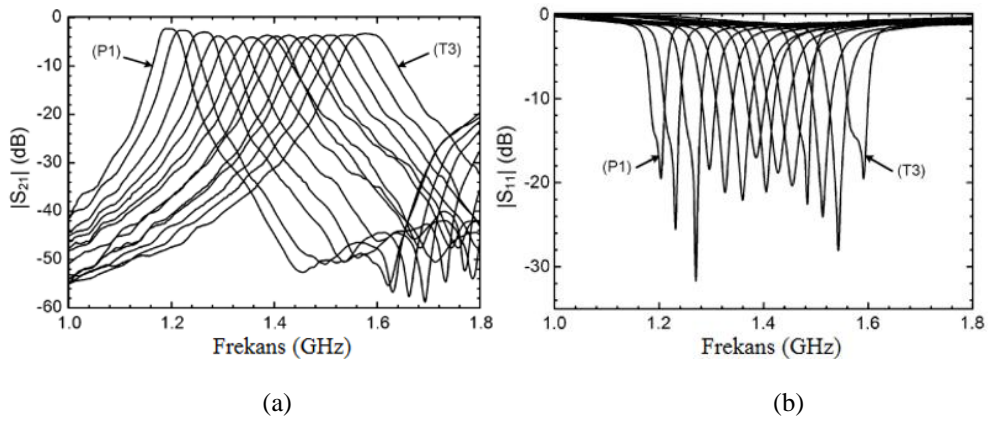 0
-10
-20
-30
-40
-50
-60
|S21| (dB)
(P1)
(T3)
1.0 1.2 1.4 1.6 1.8
Frekans (GHz)
(a)
0
-10
-20
-30
|S11| (dB)
(P1)
(T3)
1.0 1.2 1.4 1.6 1.8
Frekans (GHz)
(b)